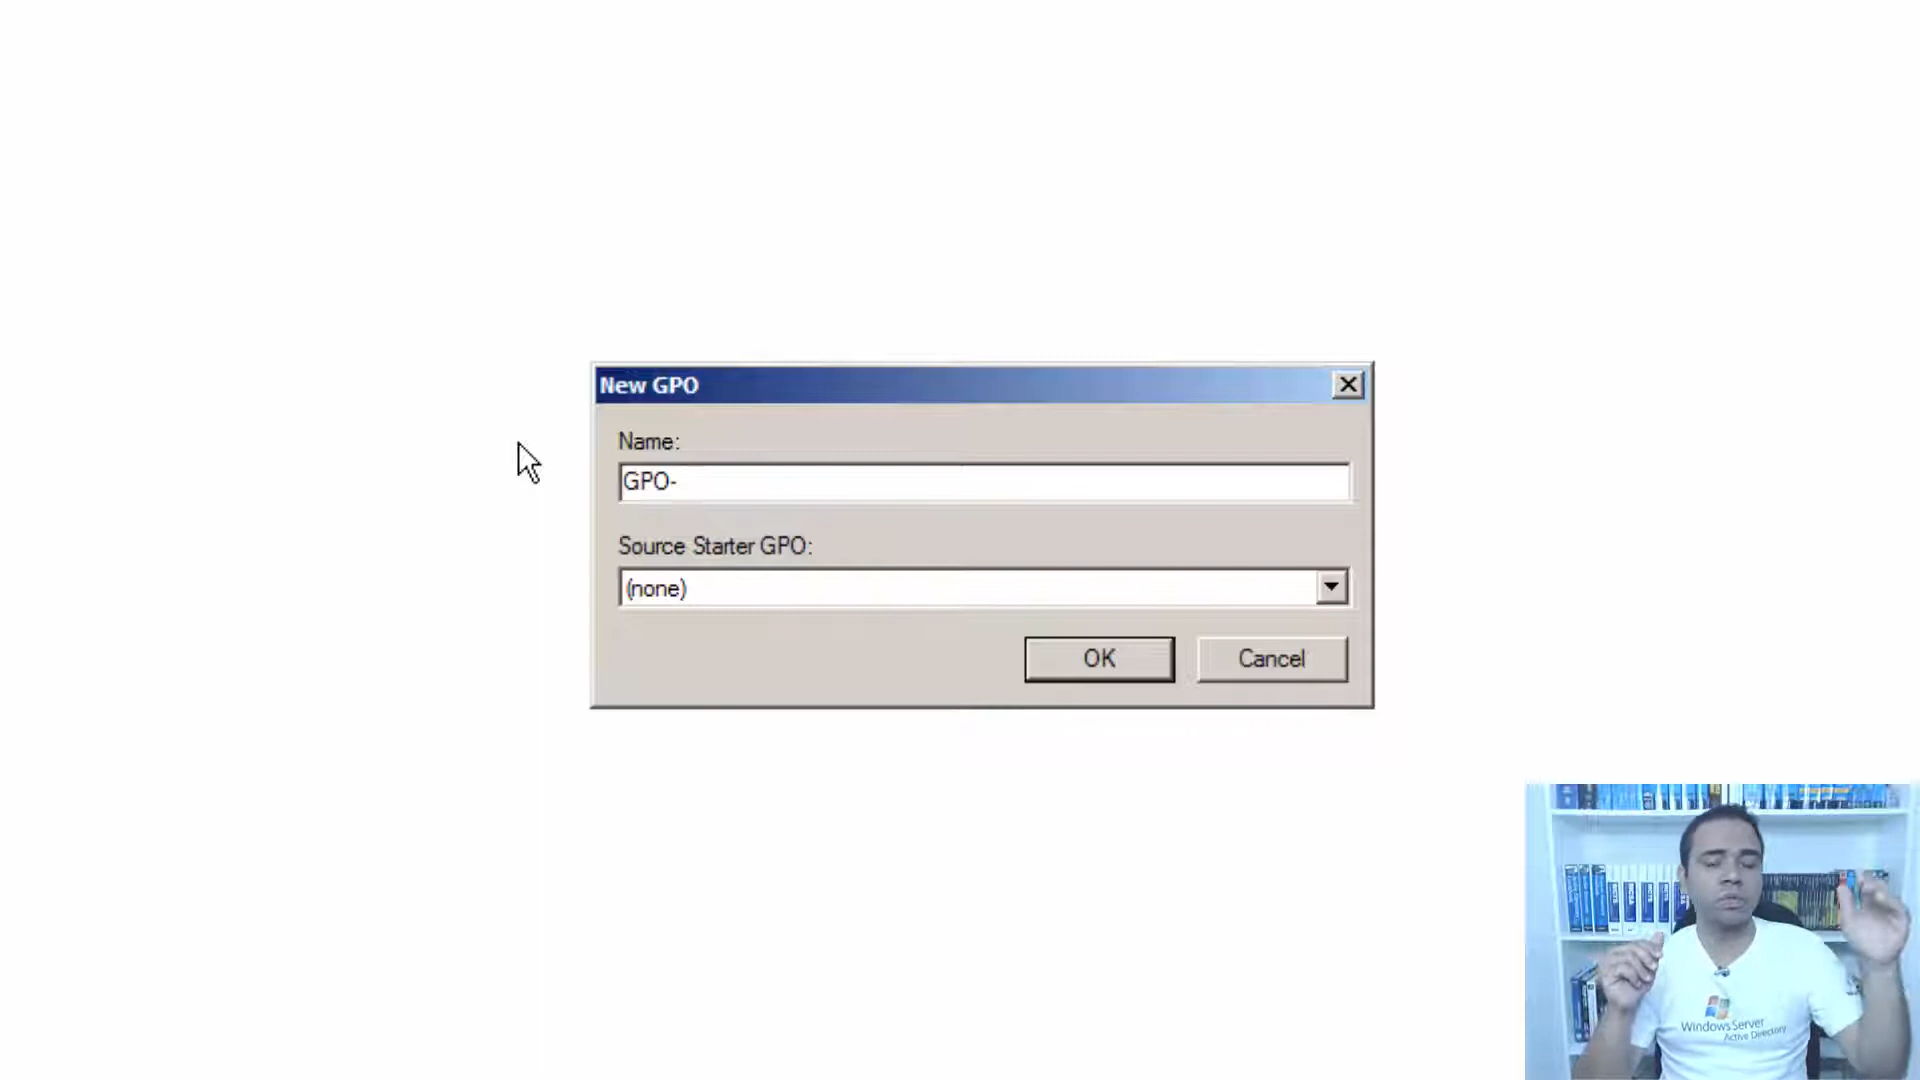 New GPO
Name:
GPO-
Source Starter GPO:
(none)
OK
Cancel
Windows Server
Active Directory